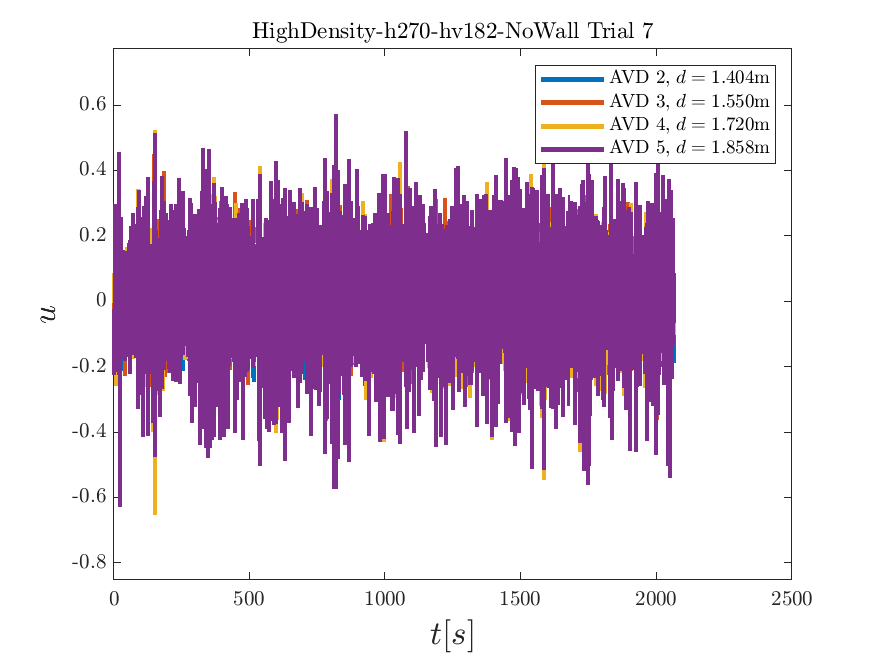 HighDensity-h270-hv182-NoWall Trial 7
AVD 2, d = 1.404m
AVD 3, d = 1.550m
AVD 4, d = 1.720m
AVD 5, d = 1.858m
0.6
0.4
0.2
0
-0.2
-0.4
-0.6
-0.8
u
0 500 1000 1500 2000 2500
t[s]